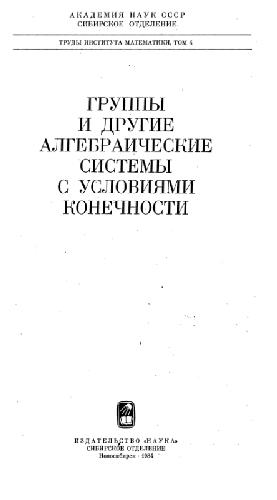 АКАДЕМИЯ НАУК СССР
СИБИРСКОЕ ОТДЕЛЕНИЕ
ТРУДЫ ИНСТИТУТА МАТЕМАТИКИ, ТОМ 4
ГРУППЫ
И ДРУГИЕ
АЛГЕБРАИЧЕСКИЕ
СИСТЕМЫ
С УСЛОВИЯМИ
КОНЕЧНОСТИ
ИЗДАТЕЛЬСТВО «НАУКА»
СИБИРСКОЕ ОТДЕЛЕНИЕ
Новосибирск · 1984